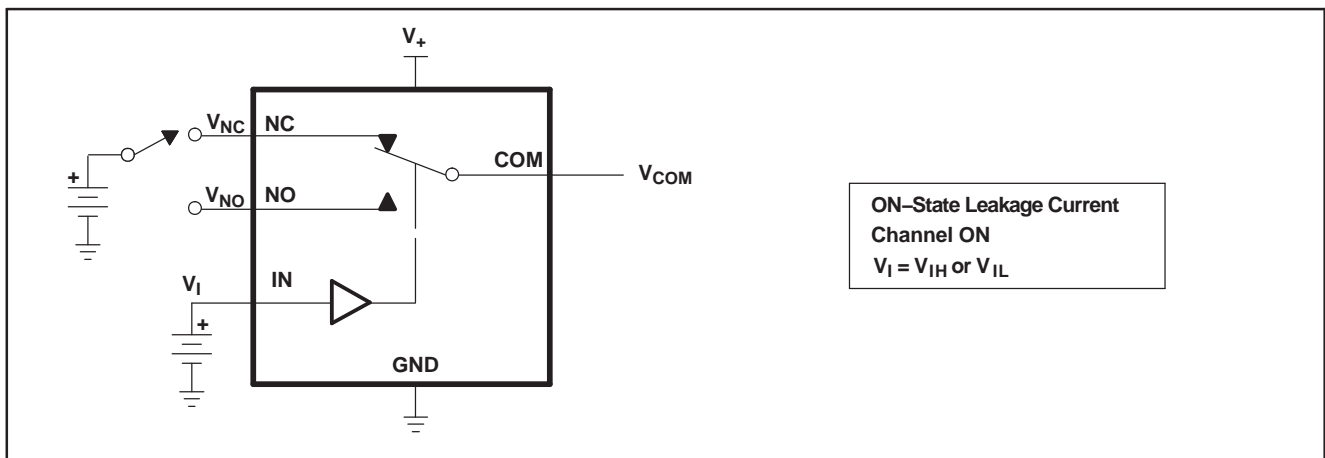 V+
VNC NC
COM
VCOM
+
VNO NO
VI IN
+
GND
ON–State Leakage Current
Channel ON
VI = VIH or VIL